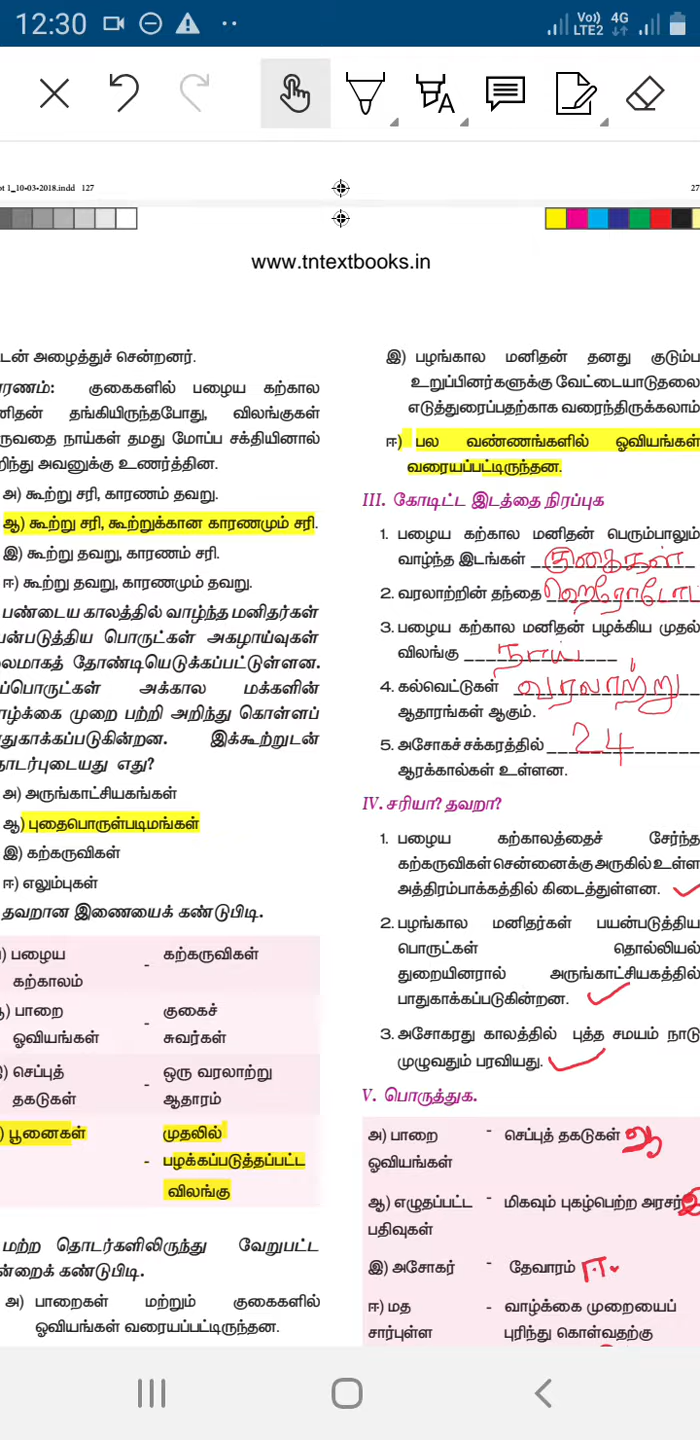 12:30
Vo)) 4G
LTE2
A
1_10-03-2018.indd 127
27
www.tntextbooks.in
டன் அழைத்துச் சென்றனர்.
ரணம்: குகைகளில் பழைய கற்கால
னிதன் தங்கியிருந்தபோது, விலங்குகள்
ருவதை நாய்கள் தமது மோப்ப சக்தியினால்
றிந்து அவனுக்கு உணர்த்தின.
அ) கூற்று சரி, காரணம் தவறு.
ஆ) கூற்று சரி, கூற்றுக்கான காரணமும் சரி.
இ) கூற்று தவறு, காரணம் சரி.
ஈ) கூற்று தவறு, காரணமும் தவறு.
பண்டைய காலத்தில் வாழ்ந்த மனிதர்கள்
யன்படுத்திய பொருட்கள் அகழாய்வுகள்
லமாகத் தோண்டியெடுக்கப்பட்டுள்ளன.
ப்பொருட்கள் அக்கால மக்களின்
ாழ்க்கை முறை பற்றி அறிந்து கொள்ளப்
ாதுகாக்கப்படுகின்றன. இக்கூற்றுடன்
தாடர்புடையது எது?
அ) அருங்காட்சியகங்கள்
ஆ) புதைபொருள்படிமங்கள்
இ) கற்கருவிகள்
ஈ) எலும்புகள்
தவறான இணையைக் கண்டுபிடி.
) பழைய - கற்கருவிகள்
கற்காலம்
) பாறை - குகைச்
ஓவியங்கள் சுவர்கள்
) செப்புத் - ஒரு வரலாற்று
தகடுகள் ஆதாரம்
) பூனைகள் முதலில்
- பழக்கப்படுத்தப்பட்ட
விலங்கு
மற்ற தொடர்களிலிருந்து வேறுபட்ட
ன்றைக் கண்டுபிடி.
அ) பாறைகள் மற்றும் குகைகளில்
ஓவியங்கள் வரையப்பட்டிருந்தன.
இ) பழங்கால மனிதன் தனது குடும்ப
உறுப்பினர்களுக்கு வேட்டையாடுதலை
எடுத்துரைப்பதற்காக வரைந்திருக்கலாம்
ஈ) பல வண்ணங்களில் ஓவியங்கள்
வரையப்பட்டிருந்தன.
III. கோடிட்ட இடத்தை நிரப்புக
1. பழைய கற்கால மனிதன் பெரும்பாலும்
வாழ்ந்த இடங்கள் குகைகள்
2. வரலாற்றின் தந்தை ஹெரோடோட
3. பழைய கற்கால மனிதன் பழக்கிய முதல்
விலங்கு நாய்
4. கல்வெட்டுகள் வரலாற்று
ஆதாரங்கள் ஆகும்.
5. அசோகச் சக்கரத்தில் 24
ஆரக்கால்கள் உள்ளன.
IV. சரியா? தவறா?
1. பழைய கற்காலத்தைச் சேர்ந்த
கற்கருவிகள் சென்னைக்கு அருகில் உள்ள
அத்திரம்பாக்கத்தில் கிடைத்துள்ளன.
2. பழங்கால மனிதர்கள் பயன்படுத்திய
பொருட்கள் தொல்லியல்
துறையினரால் அருங்காட்சியகத்தில்
பாதுகாக்கப்படுகின்றன.
3. அசோகரது காலத்தில் புத்த சமயம் நாடு
முழுவதும் பரவியது.
V. பொருத்துக.
அ) பாறை - செப்புத் தகடுகள் ஆ
ஓவியங்கள்
ஆ) எழுதப்பட்ட - மிகவும் புகழ்பெற்ற அரசர்
பதிவுகள்
இ) அசோகர் - தேவாரம் ஈ
ஈ) மத - வாழ்க்கை முறையைப்
சார்புள்ள புரிந்து கொள்வதற்கு